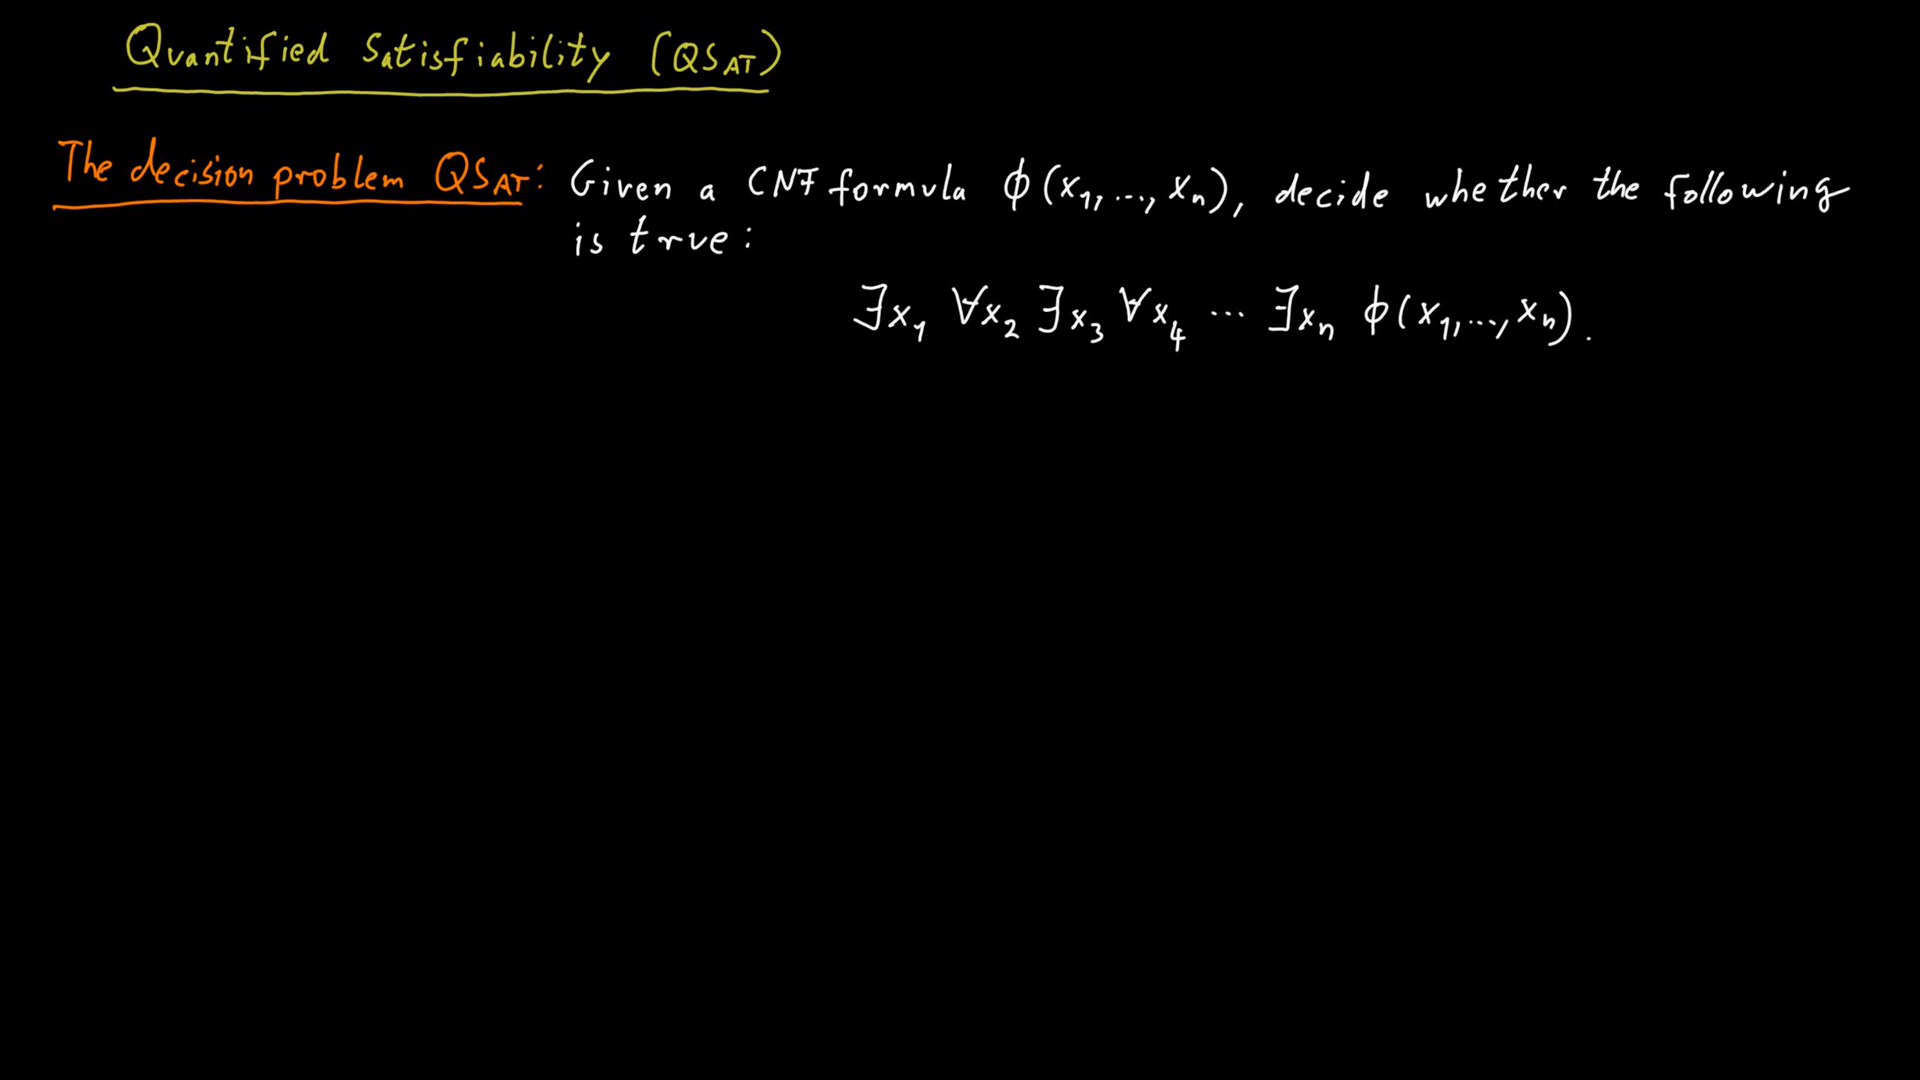 Quantified Satisfiability (QSAT)
The decision problem QSAT: Given a CNF formula ϕ(x₁,...,xₙ), decide whether the following
is true:
∃x₁ ∀x₂ ∃x₃ ∀x₄ ... ∃xₙ ϕ(x₁,...,xₙ).